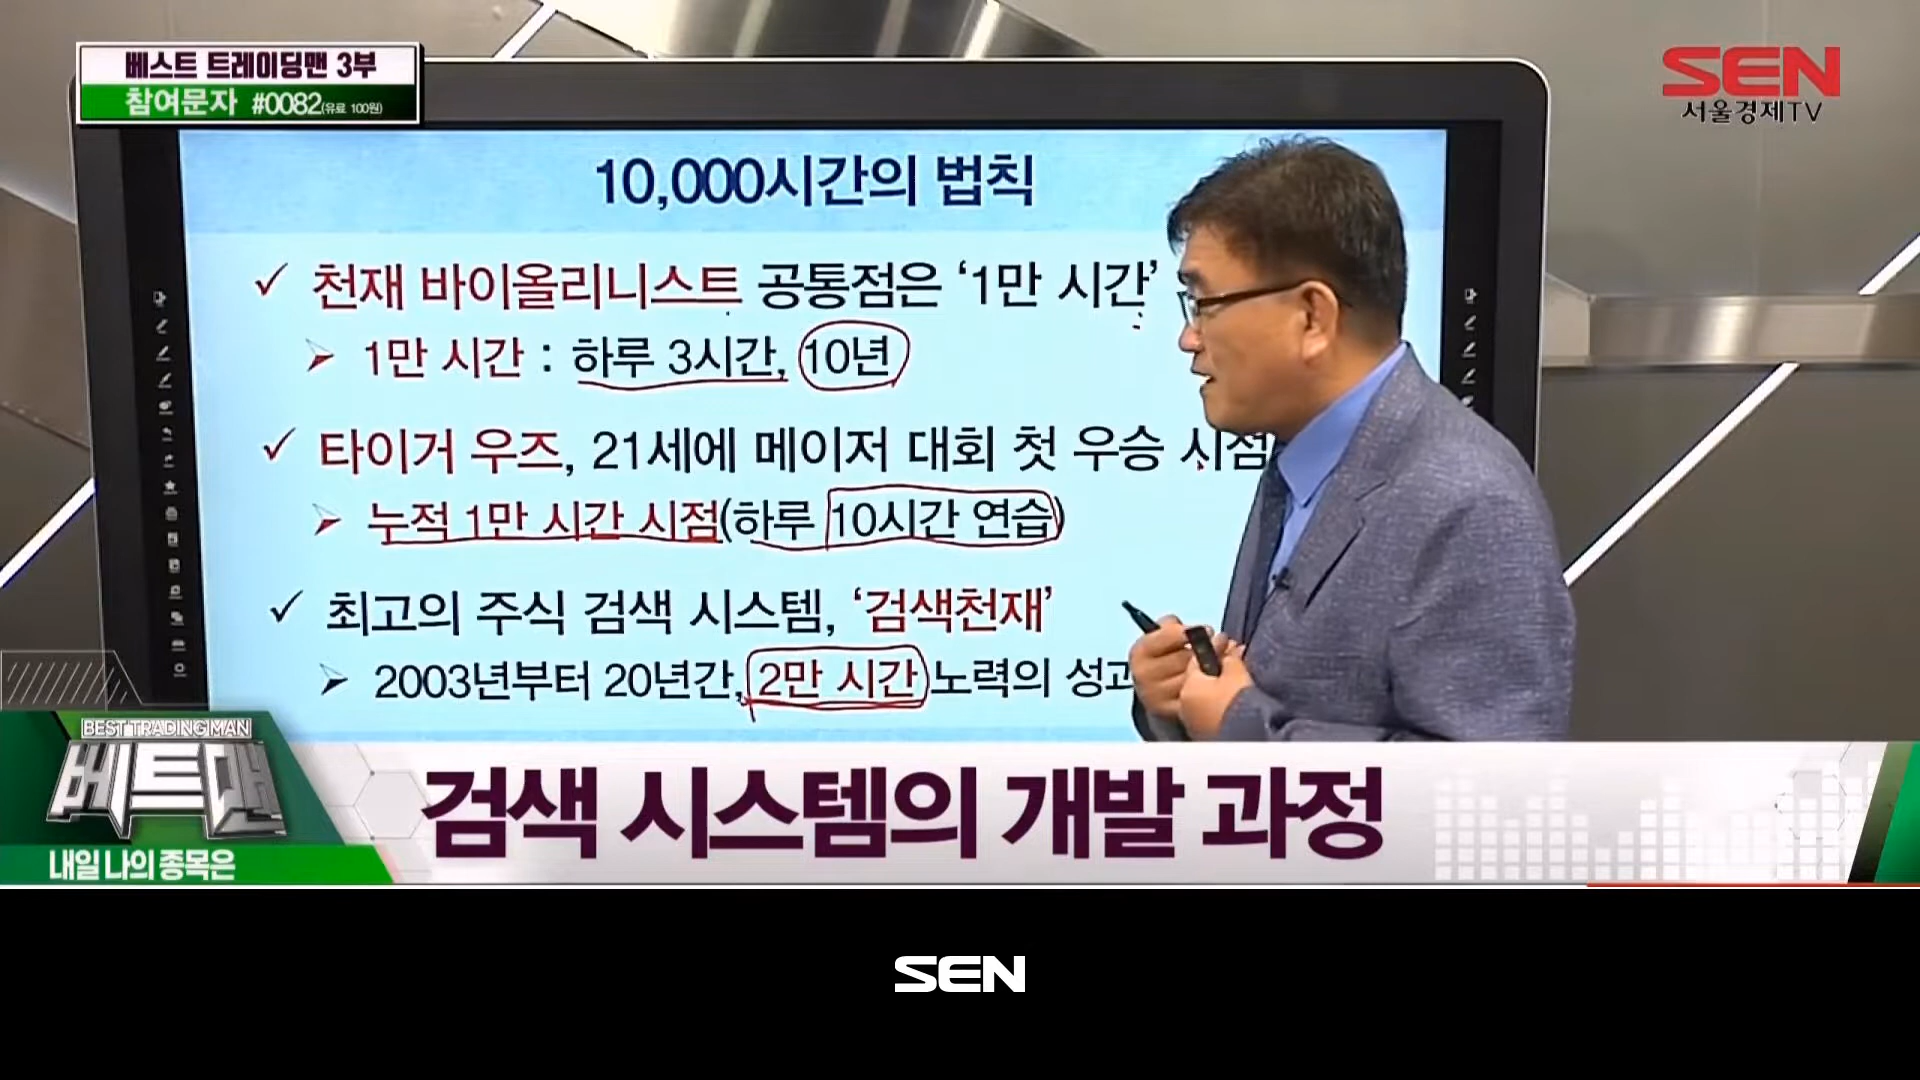 베스트 트레이딩맨 3부
참여문자 #0082(유료 100원)
SEN
서울경제TV
10,000시간의 법칙
✓ 천재 바이올리니스트 공통점은 ‘1만 시간’
➢ 1만 시간 : 하루 3시간, 10년
✓ 타이거 우즈, 21세에 메이저 대회 첫 우승 시점
➢ 누적 1만 시간 시점(하루 10시간 연습)
✓ 최고의 주식 검색 시스템, ‘검색천재’
➢ 2003년부터 20년간, 2만 시간 노력의 성과
BEST TRADING MAN
베트맨
내일 나의 종목은
검색 시스템의 개발 과정
SEN